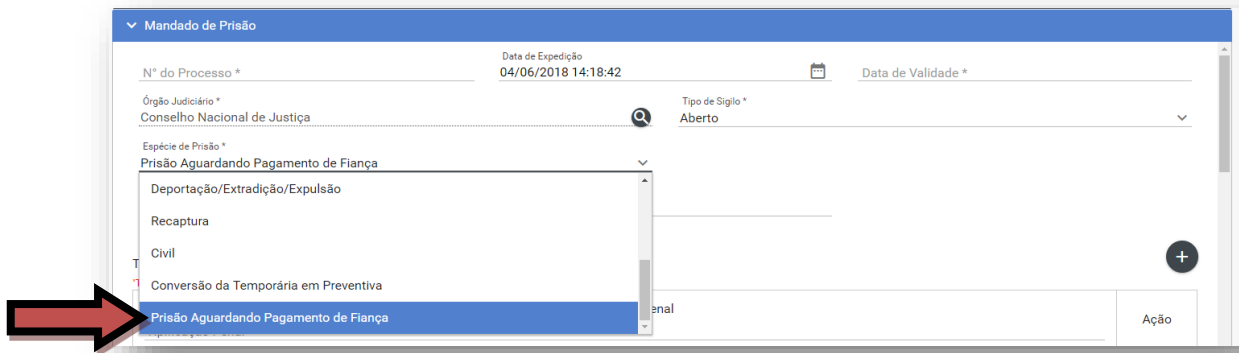 Mandado de Prisão
Data de Expedição
N° do Processo * 04/06/2018 14:18:42 Data de Validade *
Órgão Judiciário * Tipo de Sigilo *
Conselho Nacional de Justiça Aberto
Espécie de Prisão *
Prisão Aguardando Pagamento de Fiança
Deportação/Extradição/Expulsão
Recaptura
Civil
Conversão da Temporária em Preventiva
Prisão Aguardando Pagamento de Fiança
enal
Ação